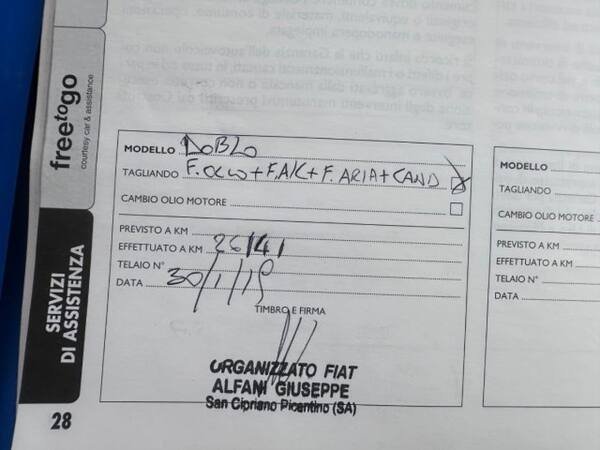 freetogo
courtesy car & assistance
SERVIZI
DI ASSISTENZA
28
MODELLO DOBLO
TAGLIANDO F. OLIO + F.A/C + F. ARIA + CAND
CAMBIO OLIO MOTORE
PREVISTO A KM
EFFETTUATO A KM 26141
TELAIO N°
DATA 30/1/19
TIMBRO E FIRMA
ORGANIZZATO FIAT
ALFANI GIUSEPPE
San Cipriano Picentino (SA)
MODELLO
TAGLIANDO
CAMBIO OLIO MOTORE
PREVISTO A KM
EFFETTUATO A KM
TELAIO N°
DATA